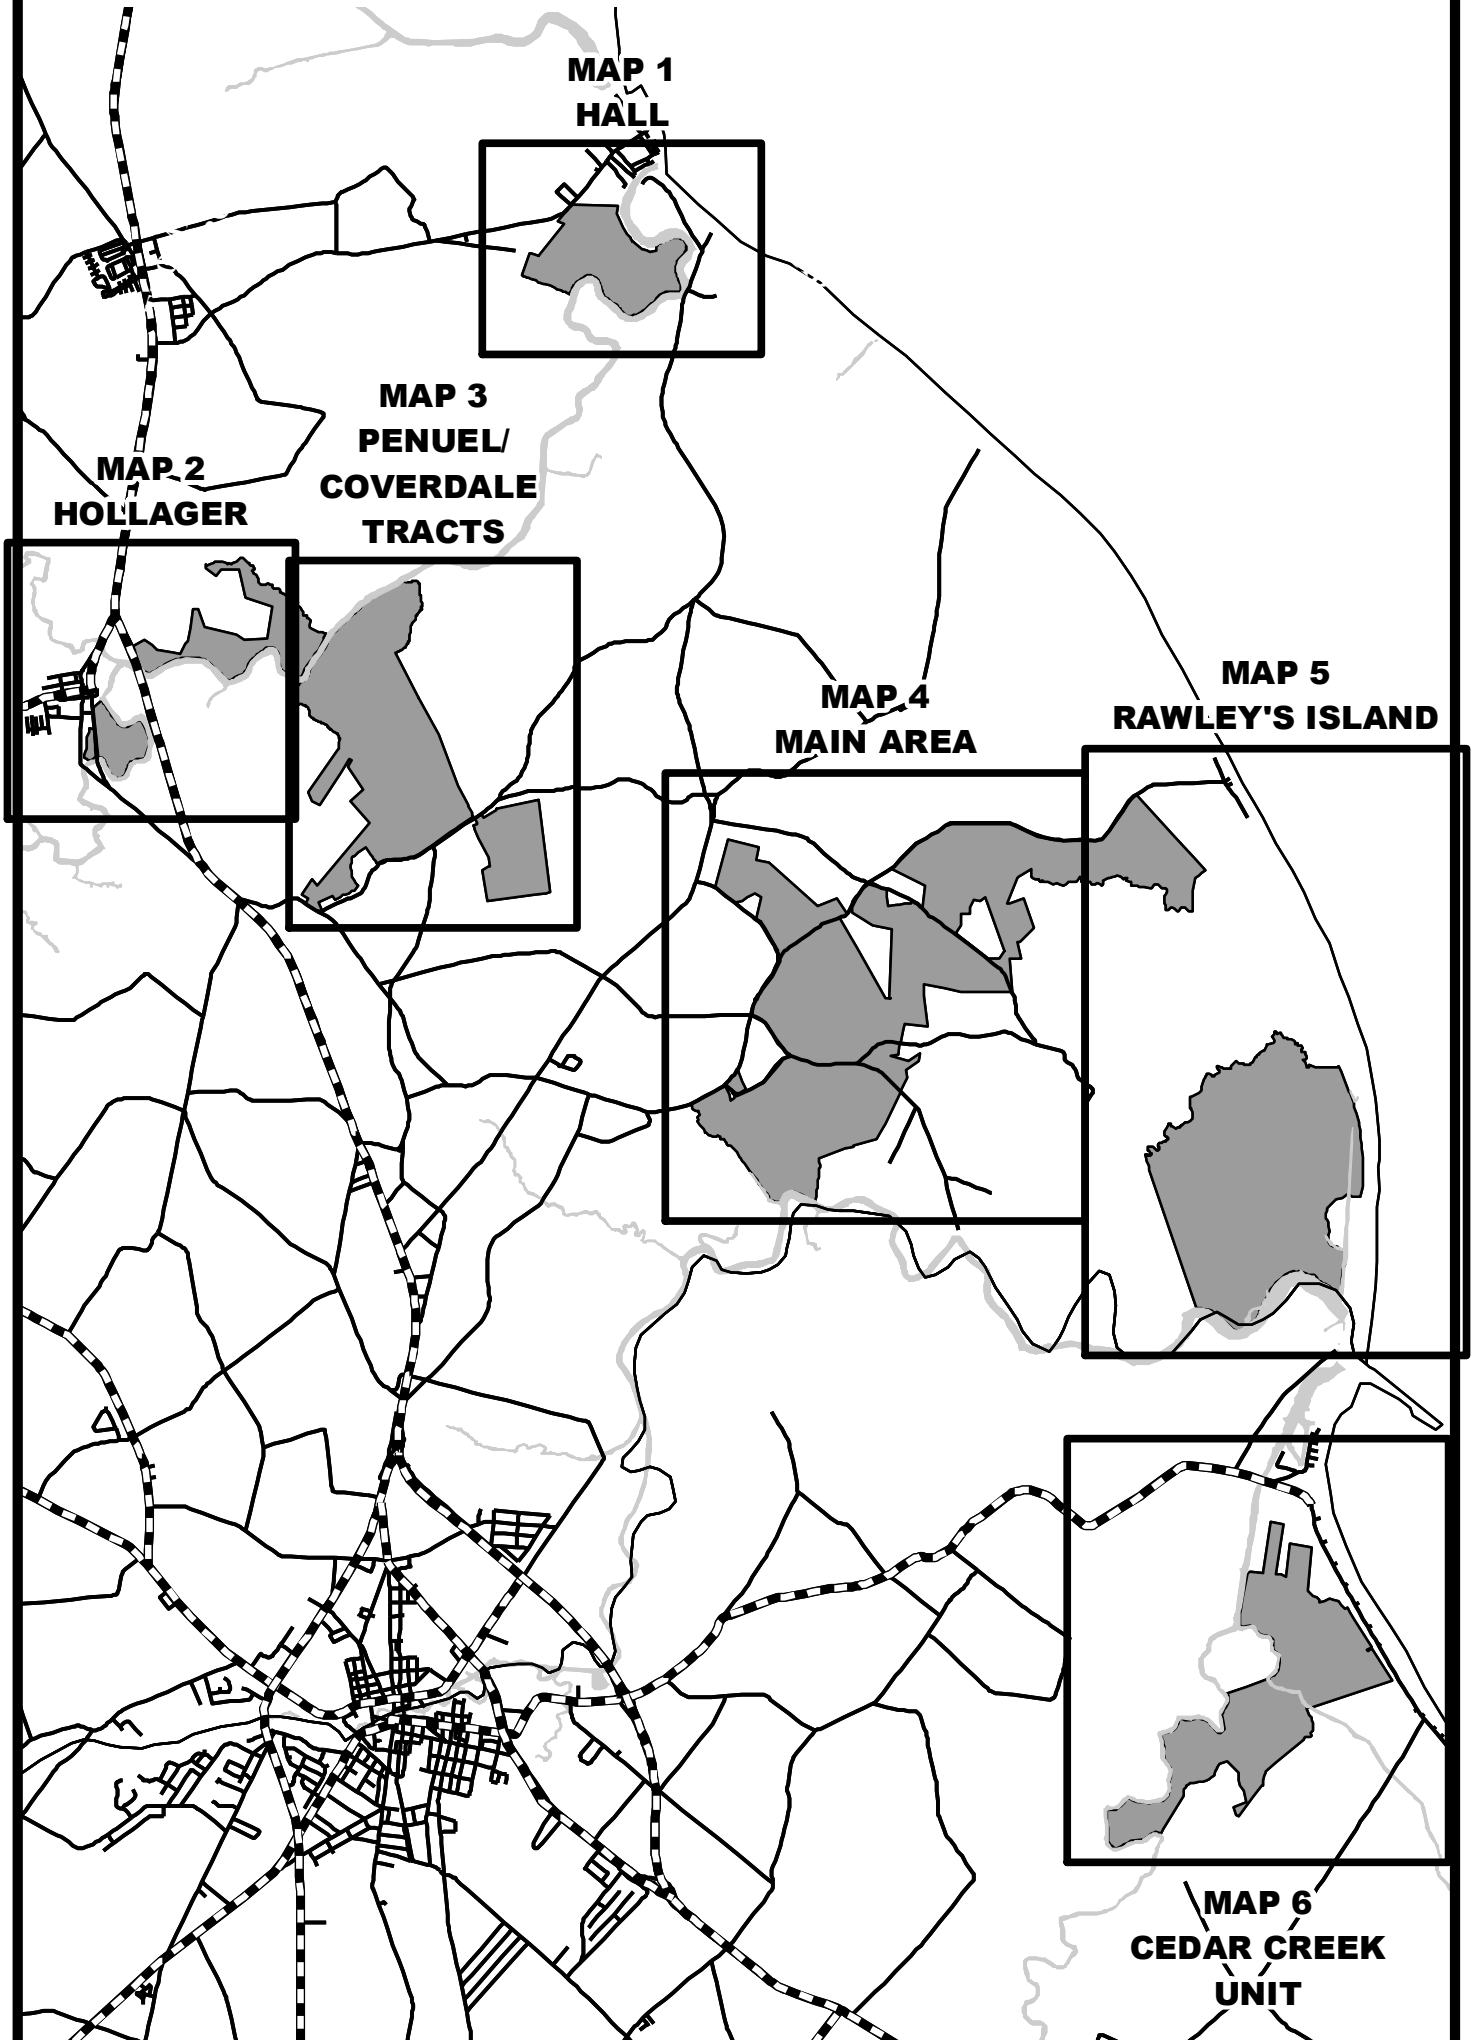 MAP 1
HALL
MAP 3
PENUEL/
COVERDALE
TRACTS
MAP 2
HOLLAGER
MAP 4
MAIN AREA
MAP 5
RAWLEY'S ISLAND
MAP 6
CEDAR CREEK
UNIT